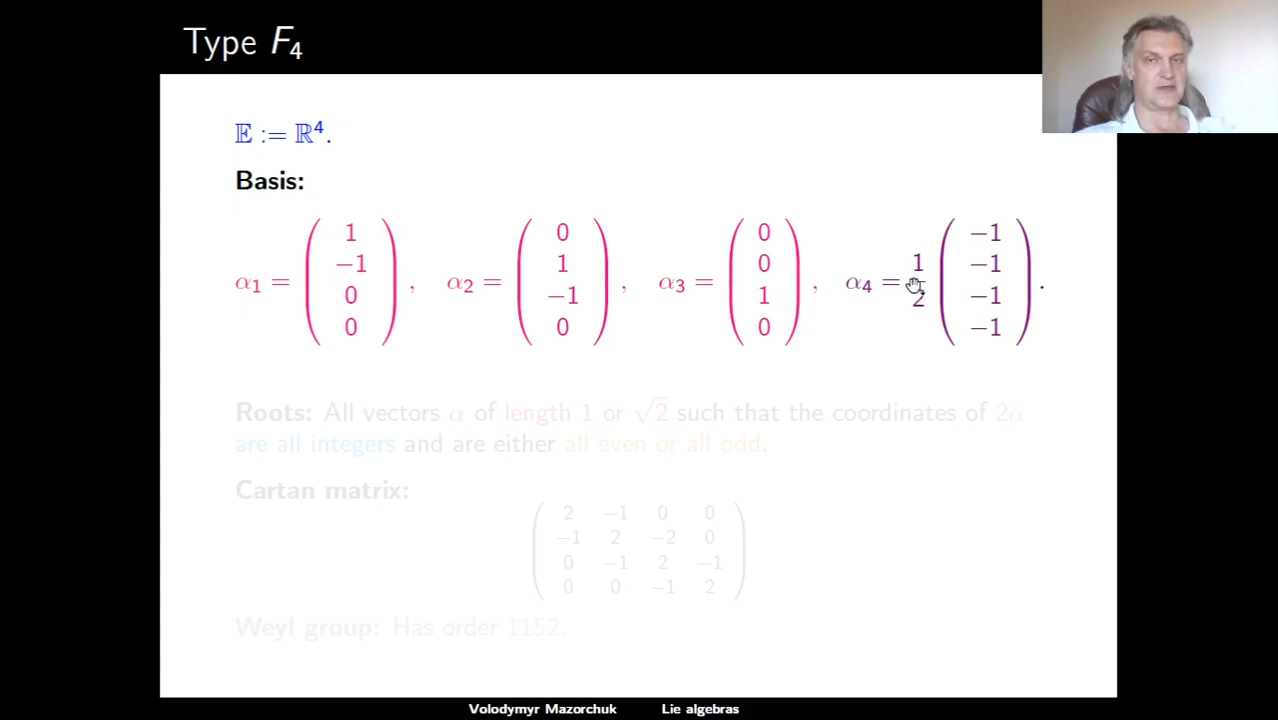 Type F₄
𝔼 := ℝ⁴.
Basis:
α₁ = ( 1 −1 0 0 ) , α₂ = ( 0 1 −1 0 ) , α₃ = ( 0 0 1 0 ) , α₄ = 1/2 ( −1 −1 −1 −1 ) .
Roots: All vectors α of length 1 or √2 such that the coordinates of 2α
are all integers and are either all even or all odd.
Cartan matrix:
2 −1 0 0
−1 2 −2 0
0 −1 2 −1
0 0 −1 2
Weyl group: Has order 1152.
Volodymyr Mazorchuk Lie algebras